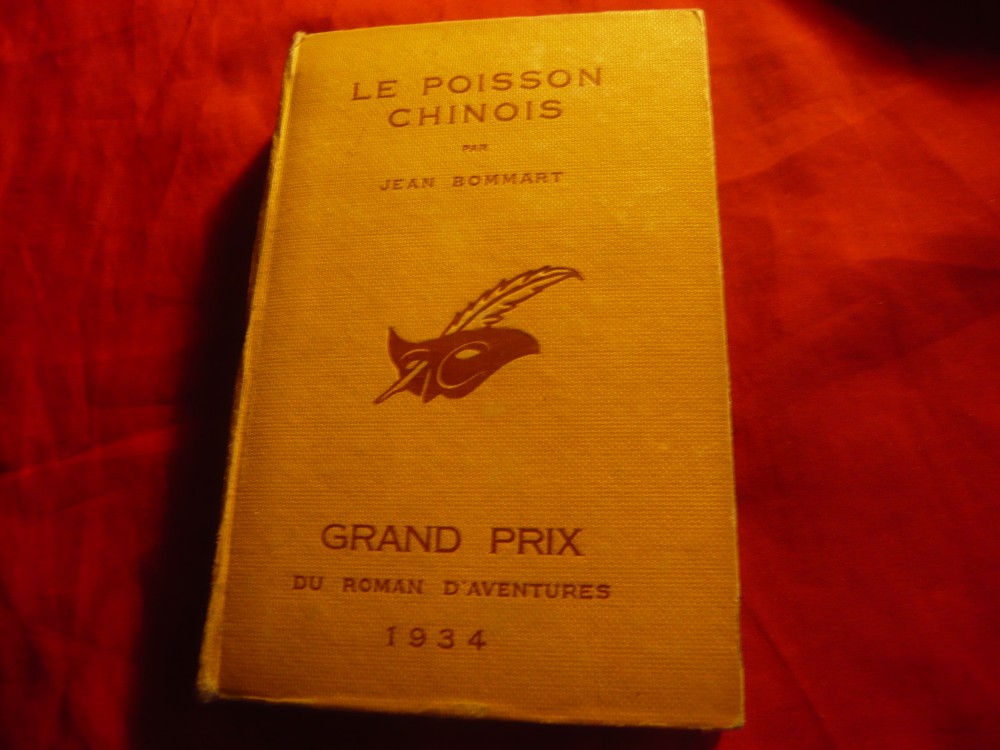 LE POISSON
CHINOIS
PAR
JEAN BOMMART
GRAND PRIX
DU ROMAN D'AVENTURES
1934